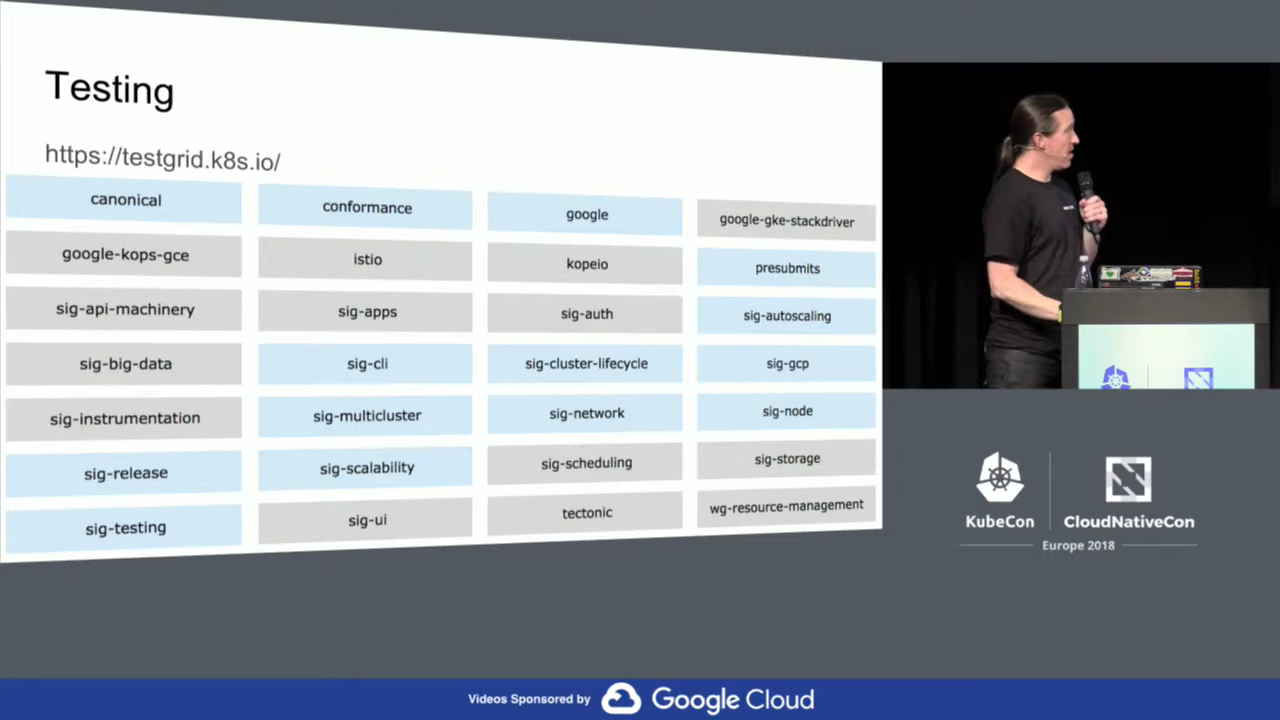 Testing
https://testgrid.k8s.io/
canonical
conformance
google
google-gke-stackdriver
google-kops-gce
istio
kopeio
presubmits
sig-api-machinery
sig-apps
sig-auth
sig-autoscaling
sig-big-data
sig-cli
sig-cluster-lifecycle
sig-gcp
sig-instrumentation
sig-multicluster
sig-network
sig-node
sig-release
sig-scalability
sig-scheduling
sig-storage
sig-testing
sig-ui
tectonic
wg-resource-management
KubeCon
CloudNativeCon
Europe 2018
Videos Sponsored by Google Cloud